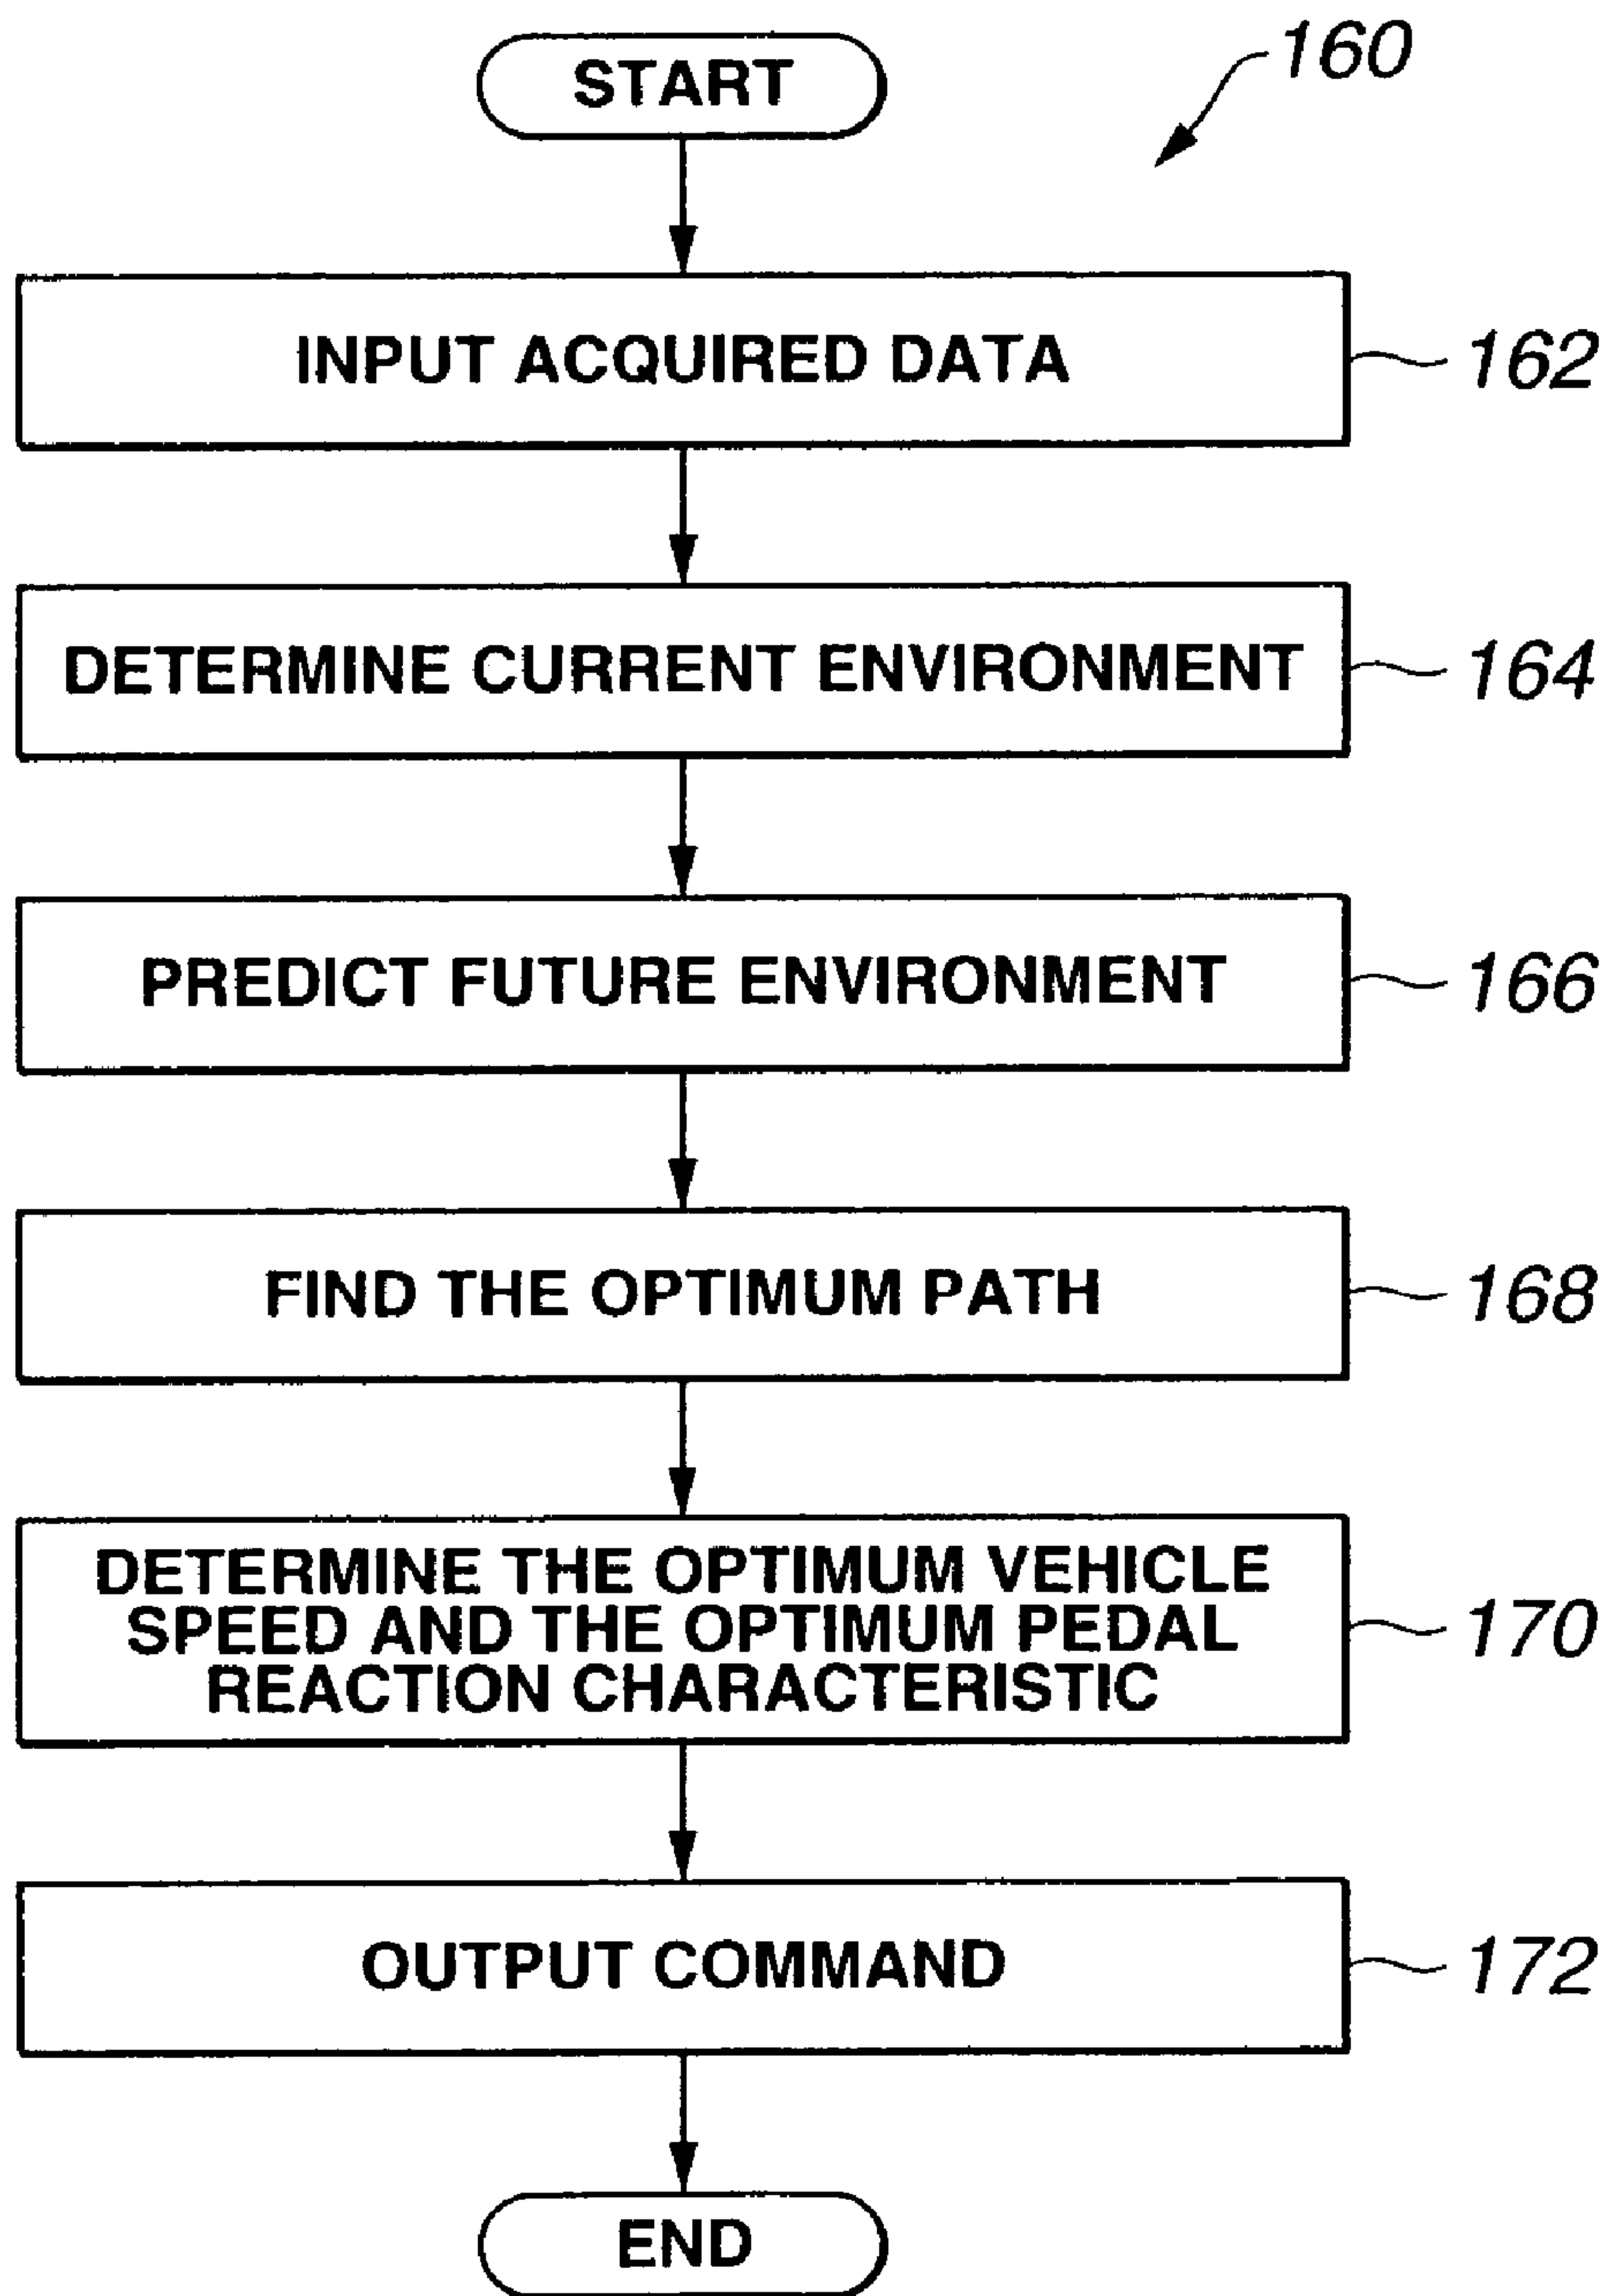 START
160
INPUT ACQUIRED DATA
162
DETERMINE CURRENT ENVIRONMENT
164
PREDICT FUTURE ENVIRONMENT
166
FIND THE OPTIMUM PATH
168
DETERMINE THE OPTIMUM VEHICLE
SPEED AND THE OPTIMUM PEDAL
REACTION CHARACTERISTIC
170
OUTPUT COMMAND
172
END